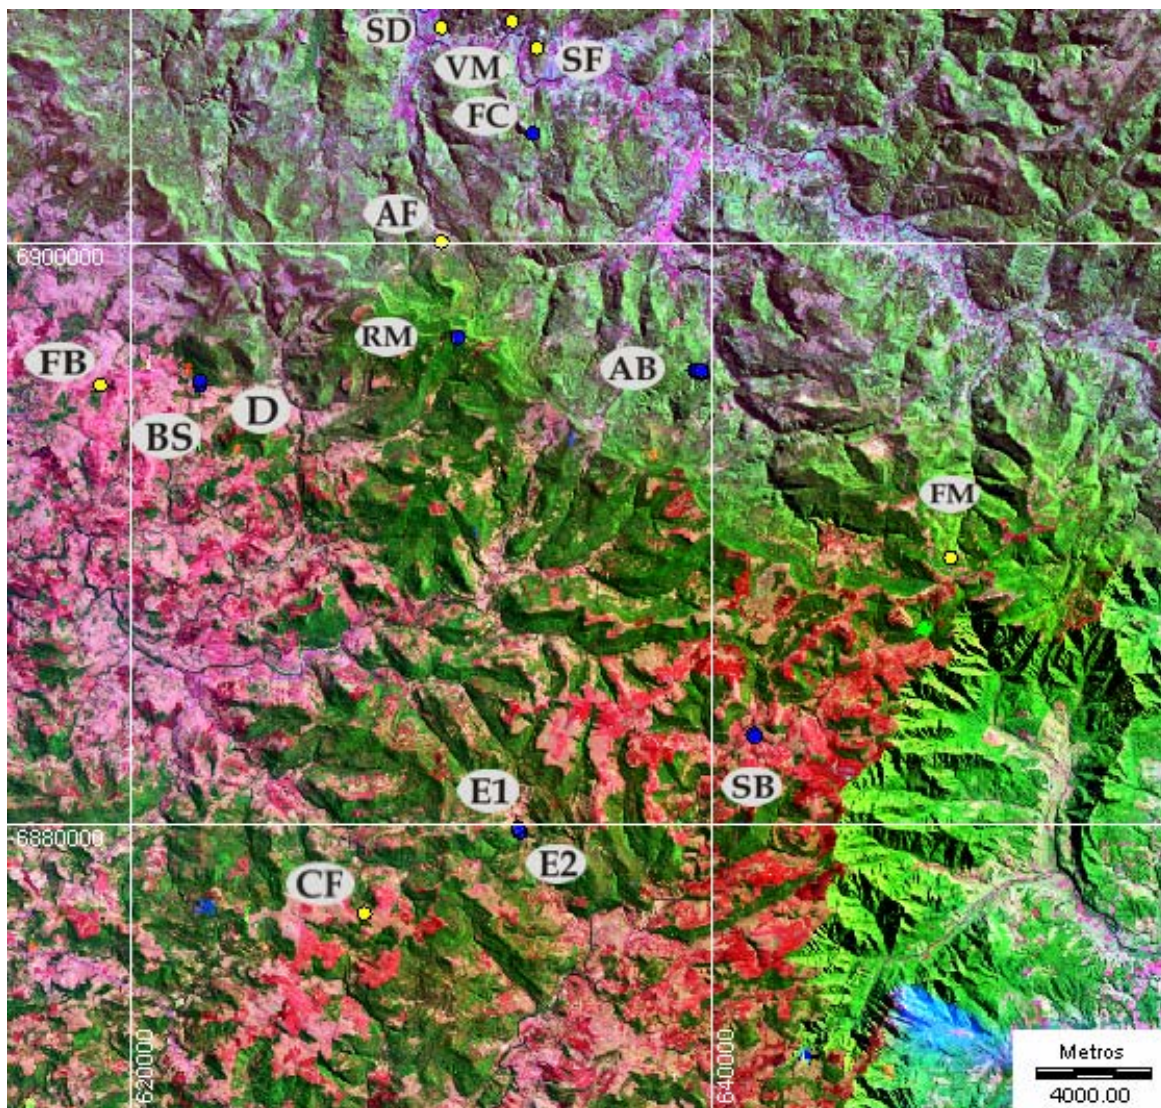 SD
VM
SF
FC
AF
6900000
RM
FB
AB
D
BS
FM
E1
SB
6880000
E2
CF
620000
640000
Metros
4000.00